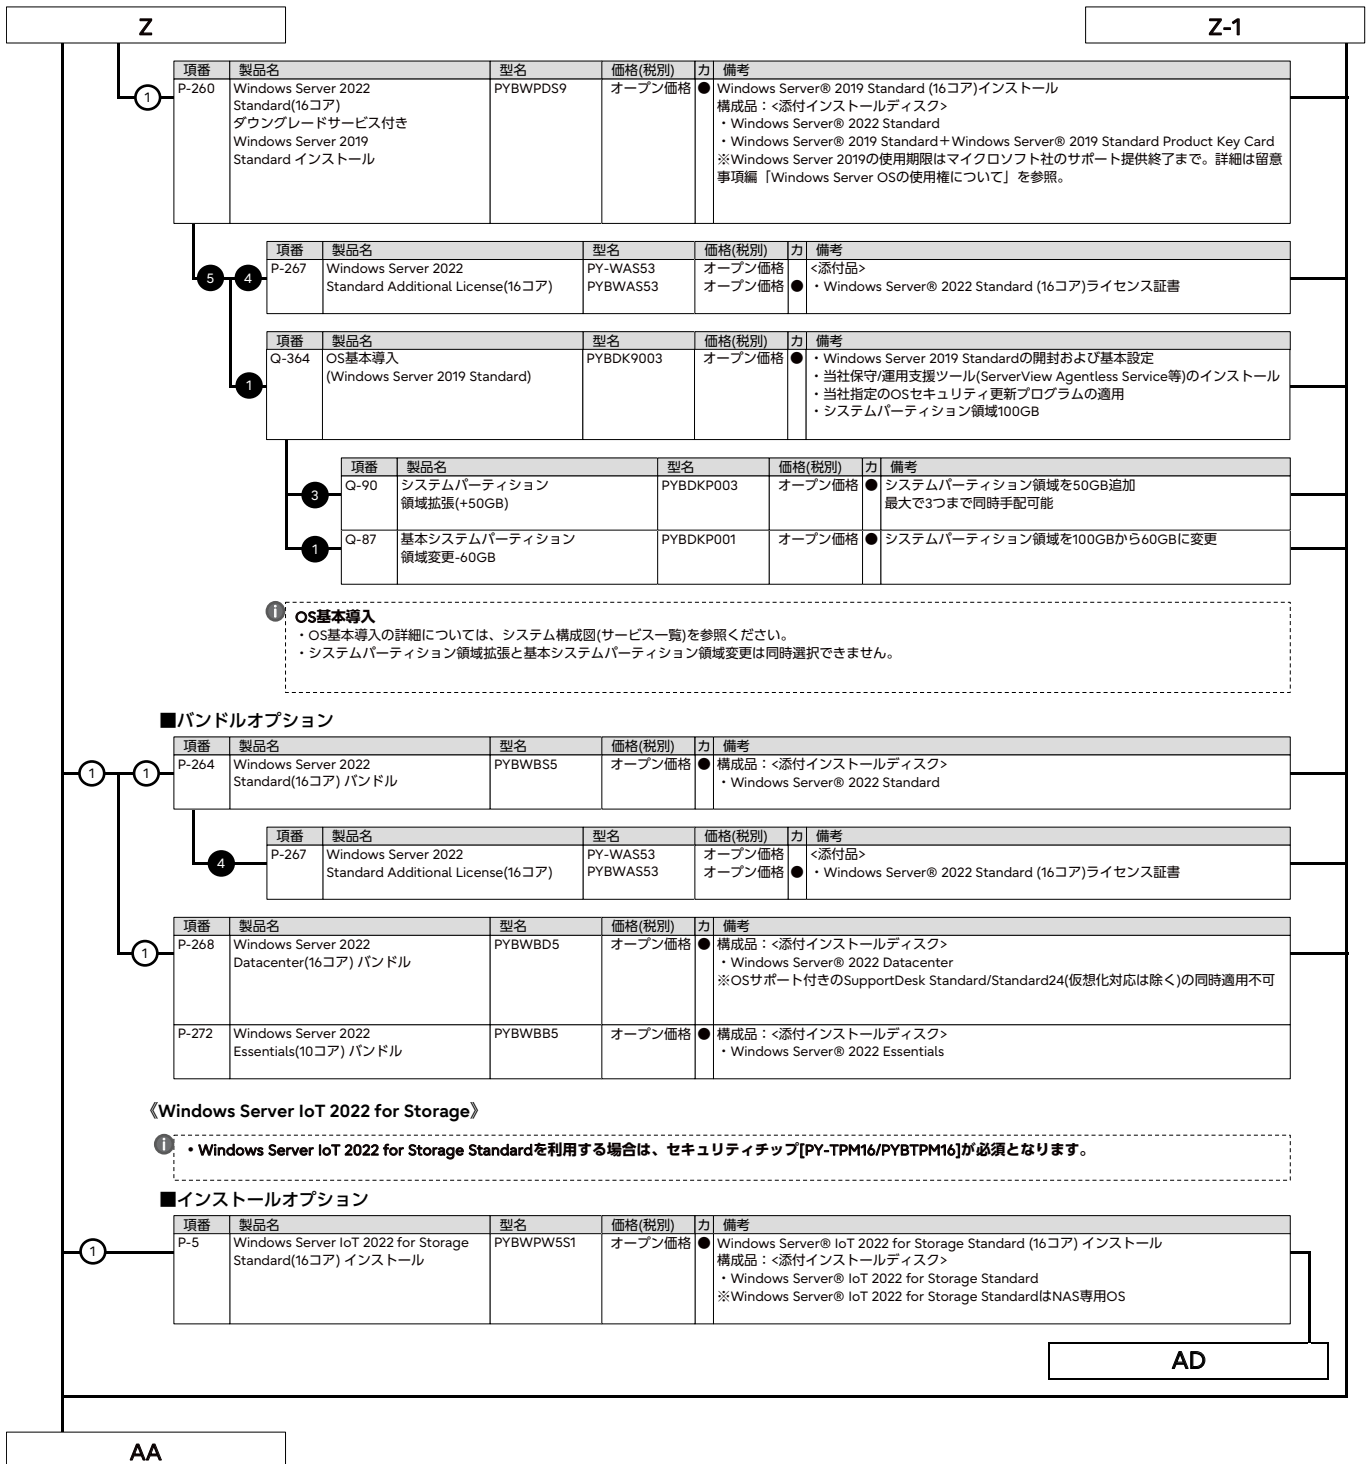 Z
Z-1
項番 製品名 型名 価格(税別) カ 備考
1 P-260 Windows Server 2022 PYBWPDS9 オープン価格 ● Windows Server® 2019 Standard (16コア)インストール
Standard(16コア) 構成品：<添付インストールディスク>
ダウングレードサービス付き ・Windows Server® 2022 Standard
Windows Server 2019 ・Windows Server® 2019 Standard＋Windows Server® 2019 Standard Product Key Card
Standard インストール ※Windows Server 2019の使用期限はマイクロソフト社のサポート提供終了まで。詳細は留意
事項編「Windows Server OSの使用権について」を参照。
項番 製品名 型名 価格(税別) カ 備考
5 4 P-267 Windows Server 2022 PY-WAS53 オープン価格 <添付品>
Standard Additional License(16コア) PYBWAS53 オープン価格 ● ・Windows Server® 2022 Standard (16コア)ライセンス証書
項番 製品名 型名 価格(税別) カ 備考
1 Q-364 OS基本導入 PYBDK9003 オープン価格 ● ・Windows Server 2019 Standardの開封および基本設定
(Windows Server 2019 Standard) ・当社保守/運用支援ツール(ServerView Agentless Service等)のインストール
・当社指定のOSセキュリティ更新プログラムの適用
・システムパーティション領域100GB
項番 製品名 型名 価格(税別) カ 備考
3 Q-90 システムパーティション PYBDKP003 オープン価格 ● システムパーティション領域を50GB追加
領域拡張(+50GB) 最大で3つまで同時手配可能
1 Q-87 基本システムパーティション PYBDKP001 オープン価格 ● システムパーティション領域を100GBから60GBに変更
領域変更-60GB
i OS基本導入
・OS基本導入の詳細については、システム構成図(サービス一覧)を参照ください。
・システムパーティション領域拡張と基本システムパーティション領域変更は同時選択できません。
■バンドルオプション
項番 製品名 型名 価格(税別) カ 備考
1 1 P-264 Windows Server 2022 PYBWBS5 オープン価格 ● 構成品：<添付インストールディスク>
Standard(16コア) バンドル ・Windows Server® 2022 Standard
項番 製品名 型名 価格(税別) カ 備考
4 P-267 Windows Server 2022 PY-WAS53 オープン価格 <添付品>
Standard Additional License(16コア) PYBWAS53 オープン価格 ● ・Windows Server® 2022 Standard (16コア)ライセンス証書
項番 製品名 型名 価格(税別) カ 備考
1 P-268 Windows Server 2022 PYBWBD5 オープン価格 ● 構成品：<添付インストールディスク>
Datacenter(16コア) バンドル ・Windows Server® 2022 Datacenter
※OSサポート付きのSupportDesk Standard/Standard24(仮想化対応は除く)の同時適用不可
P-272 Windows Server 2022 PYBWBB5 オープン価格 ● 構成品：<添付インストールディスク>
Essentials(10コア) バンドル ・Windows Server® 2022 Essentials
《Windows Server IoT 2022 for Storage》
i ・Windows Server IoT 2022 for Storage Standardを利用する場合は、セキュリティチップ[PY-TPM16/PYBTPM16]が必須となります。
■インストールオプション
項番 製品名 型名 価格(税別) カ 備考
1 P-5 Windows Server IoT 2022 for Storage PYBWPW5S1 オープン価格 ● Windows Server® IoT 2022 for Storage Standard (16コア) インストール
Standard(16コア) インストール 構成品：<添付インストールディスク>
・Windows Server® IoT 2022 for Storage Standard
※Windows Server® IoT 2022 for Storage StandardはNAS専用OS
AD
AA